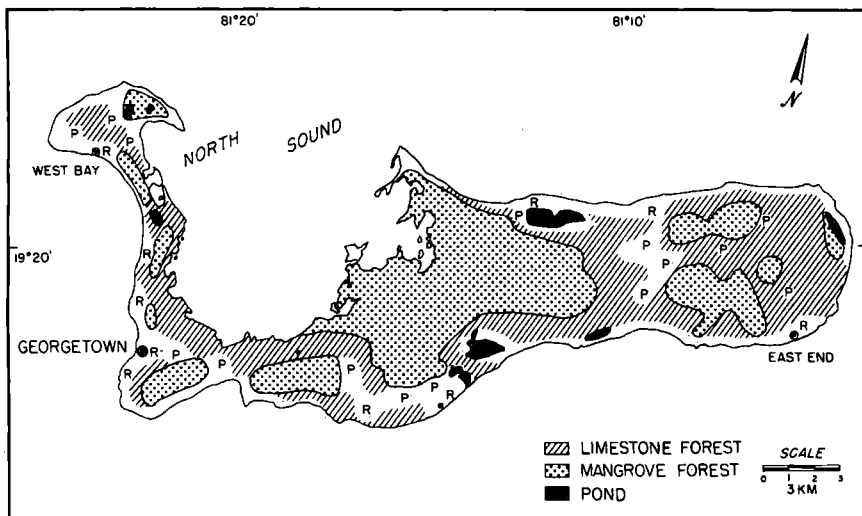 81°20' 81°10'
N
NORTH SOUND
P P P
R
WEST BAY
R
P
R
P
P
P
19°20'
R
P
P
R
P
GEORGETOWN R P
P
R
P
R
EAST END
P
P
R
R
LIMESTONE FOREST
MANGROVE FOREST
POND
SCALE
0 1 2 3
3 KM